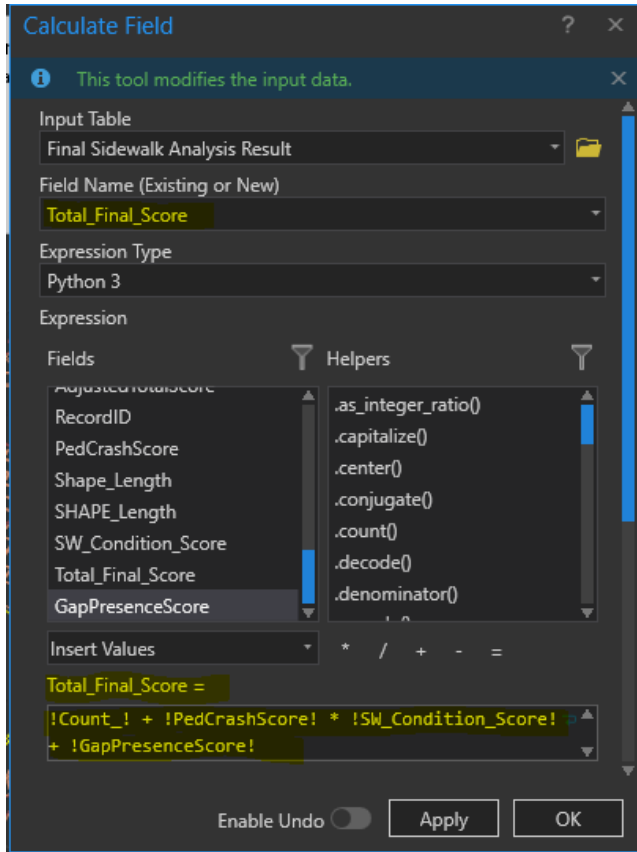 Calculate Field ?
This tool modifies the input data.
Input Table
Final Sidewalk Analysis Result
Field Name (Existing or New)
Total_Final_Score
Expression Type
Python 3
Expression
Fields
Helpers
AdjustedTotalScore
RecordID
PedCrashScore
Shape_Length
SHAPE_Length
SW_Condition_Score
Total_Final_Score
GapPresenceScore
.as_integer_ratio()
.capitalize()
.center()
.conjugate()
.count()
.decode()
.denominator()
Insert Values
* / + - =
Total_Final_Score =
!Count_! + !PedCrashScore! * !SW_Condition_Score!
+ !GapPresenceScore!
Enable Undo
Apply
OK